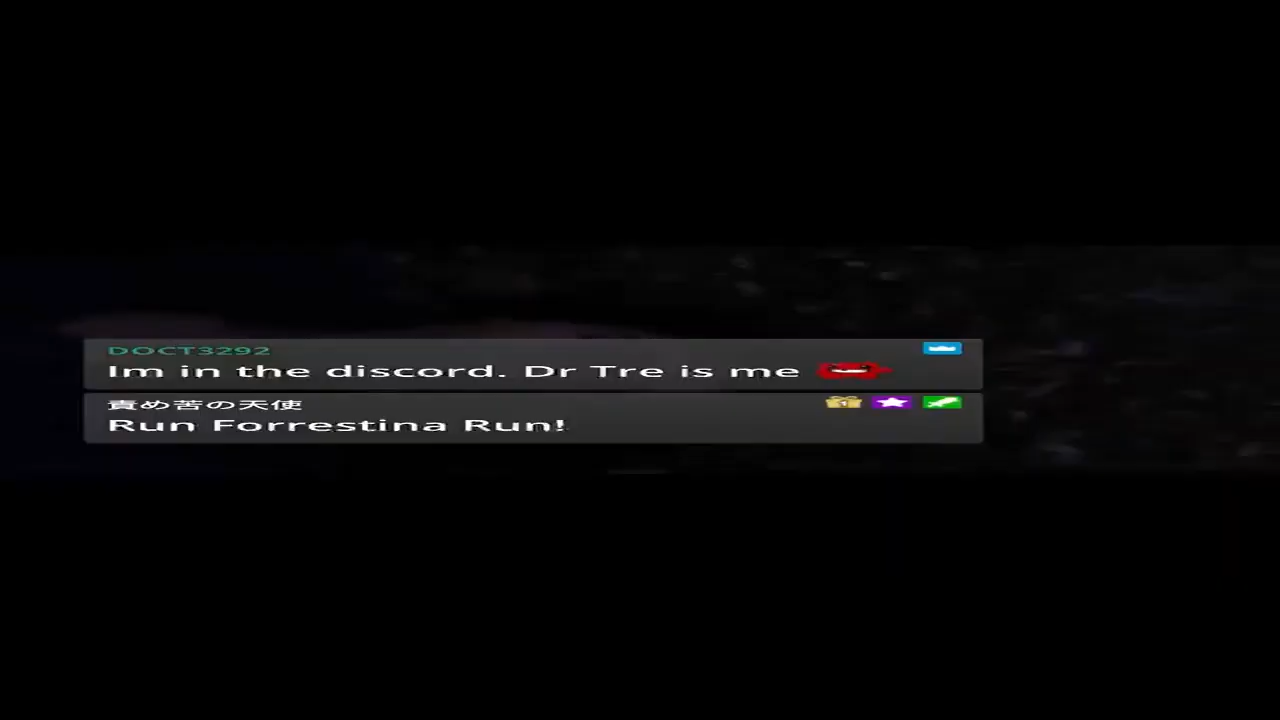 DOCT3292
Im in the discord. Dr Tre is me
責め苦の天使
Run Forrestina Run!